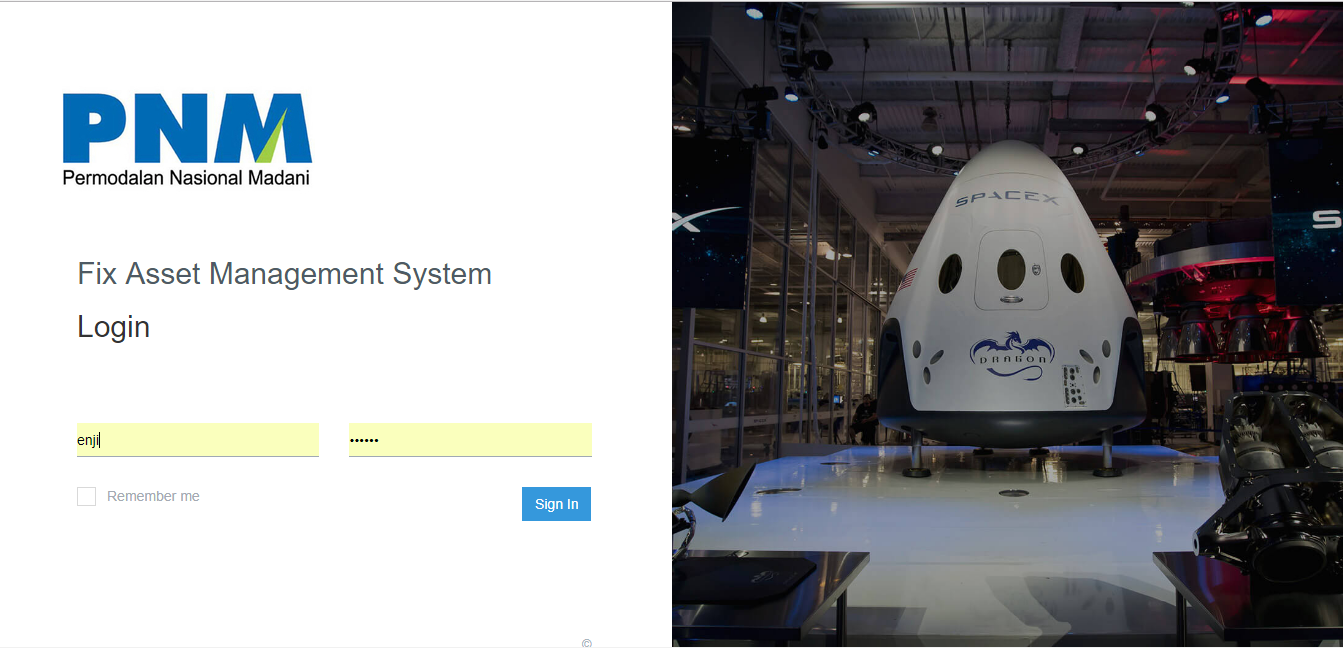 PNM
Permodalan Nasional Madani
Fix Asset Management System
Login
enji
••••••
Remember me
Sign In
©
SPACEX
DRAGON
X
S